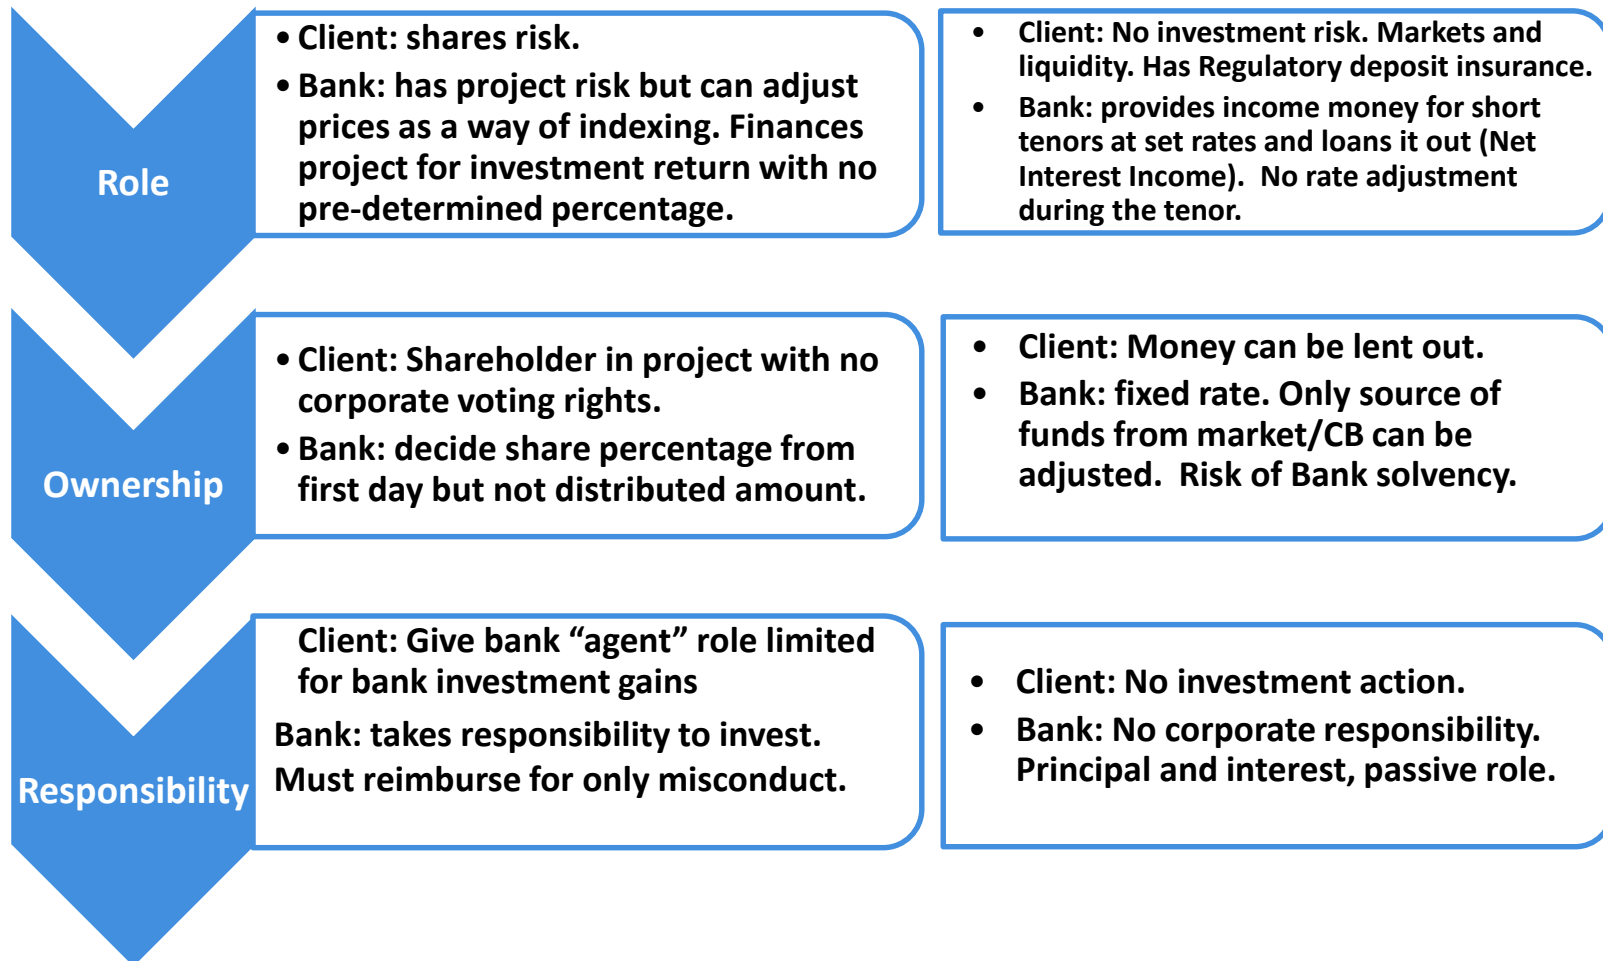 Role
• Client: shares risk.
• Bank: has project risk but can adjust
prices as a way of indexing. Finances
project for investment return with no
pre-determined percentage.
• Client: No investment risk. Markets and
liquidity. Has Regulatory deposit insurance.
• Bank: provides income money for short
tenors at set rates and loans it out (Net
Interest Income).  No rate adjustment
during the tenor.
Ownership
• Client: Shareholder in project with no
corporate voting rights.
• Bank: decide share percentage from
first day but not distributed amount.
• Client: Money can be lent out.
• Bank: fixed rate. Only source of
funds from market/CB can be
adjusted.  Risk of Bank solvency.
Responsibility
Client: Give bank “agent” role limited
for bank investment gains
Bank: takes responsibility to invest.
Must reimburse for only misconduct.
• Client: No investment action.
• Bank: No corporate responsibility.
Principal and interest, passive role.